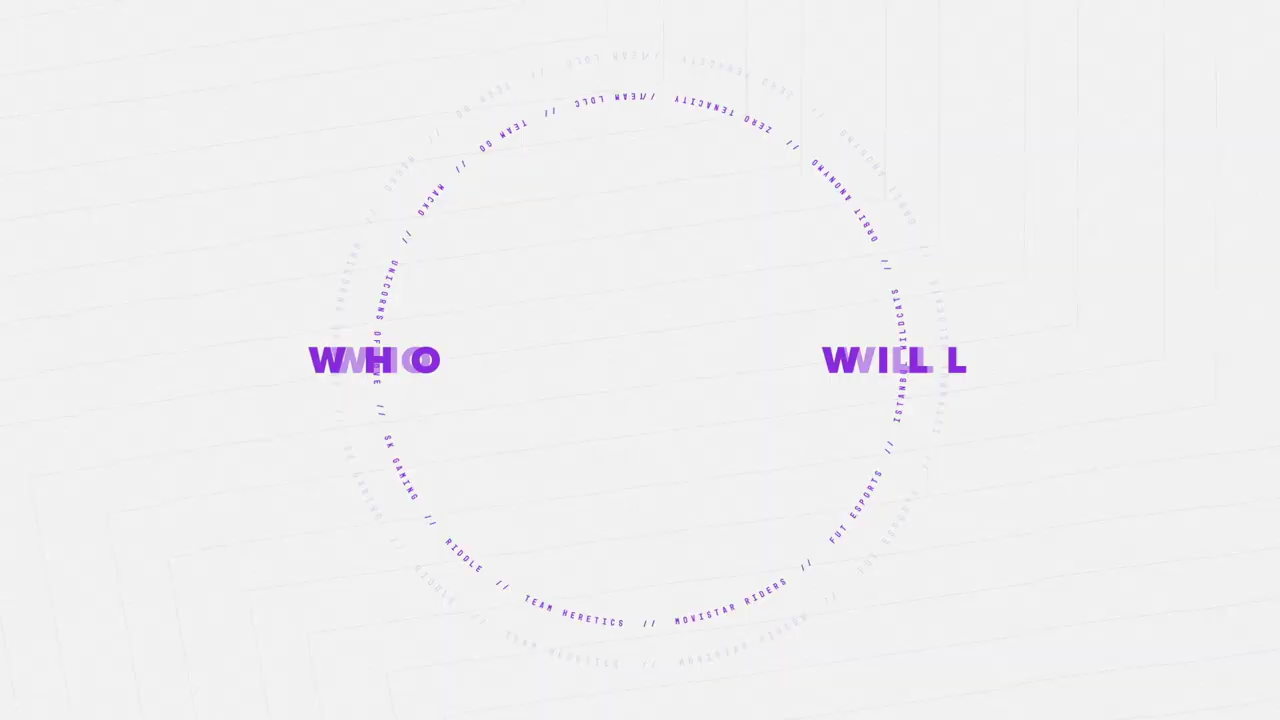 WHO WILL
TEAM LDLC // TEAM GO // MACKO // UNICORNS OF LOVE // SK GAMING // RIDDLE // TEAM HERETICS // MOVISTAR RIDERS // FUT ESPORTS // ISTANBUL WILDCATS // ORBIT ANONYMO // ZERO TENACITY //